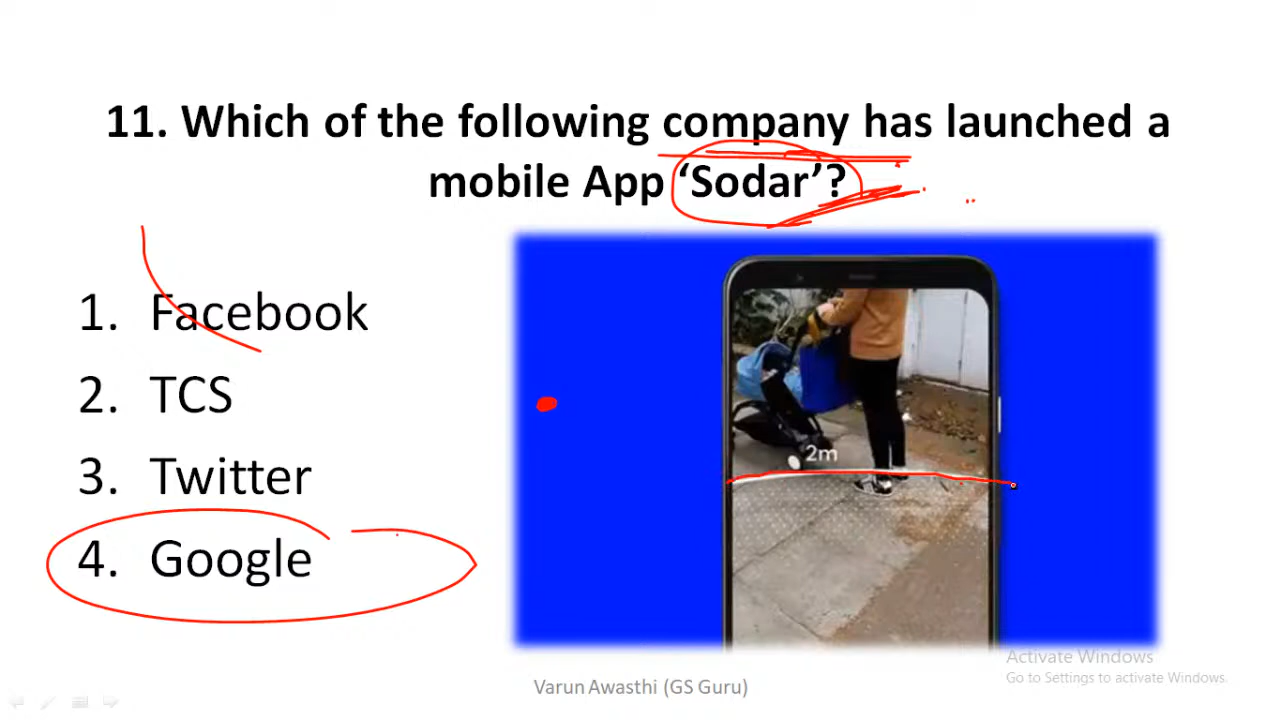 11. Which of the following company has launched a
mobile App ‘Sodar’?
1. Facebook
2. TCS
3. Twitter
4. Google
2m
Activate Windows
Go to Settings to activate Windows.
Varun Awasthi (GS Guru)